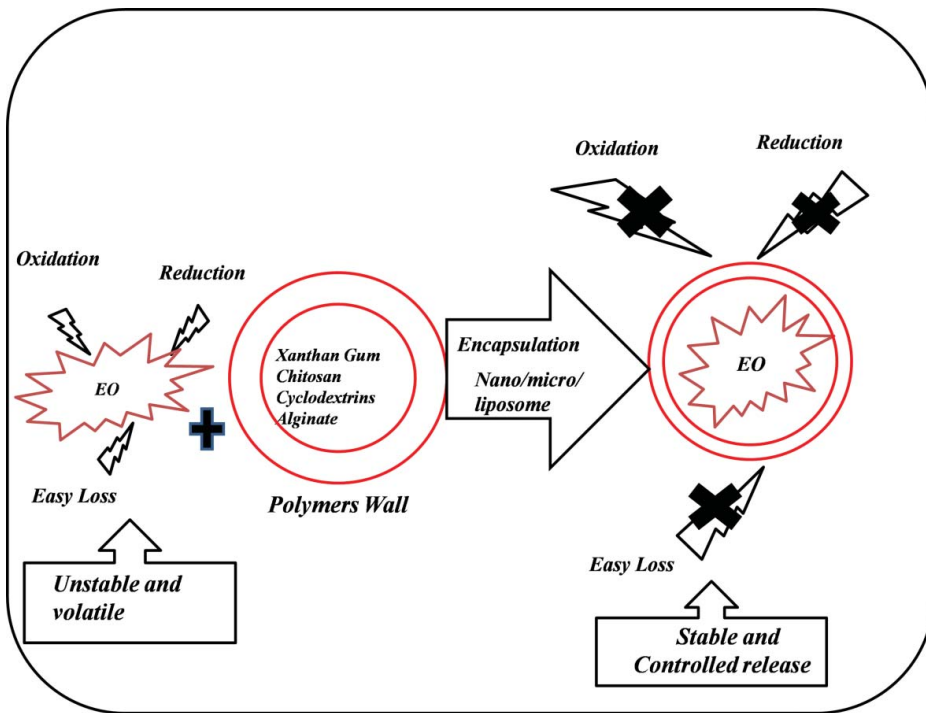 Oxidation
Reduction
EO
Easy Loss
Unstable and
volatile
Xanthan Gum
Chitosan
Cyclodextrins
Alginate
Polymers Wall
Encapsulation
Nano/micro/
liposome
Oxidation
Reduction
EO
Easy Loss
Stable and
Controlled release